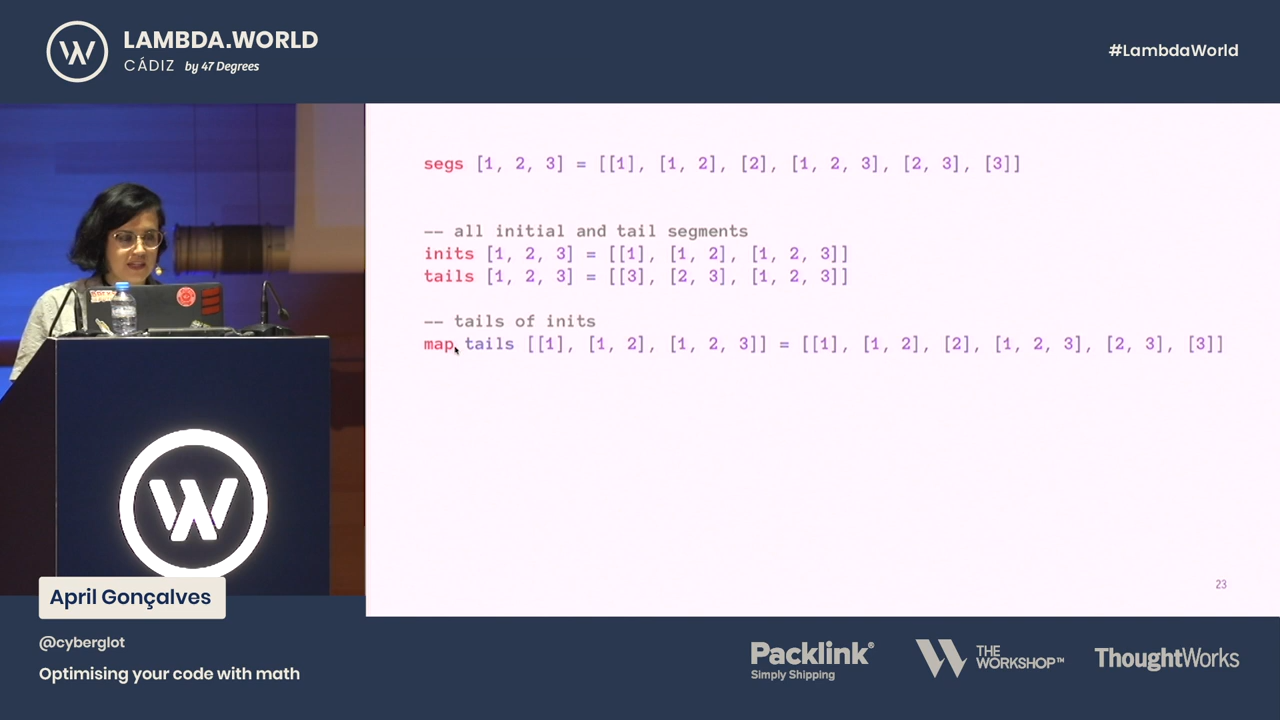 LAMBDA.WORLD
CÁDIZ by 47 Degrees
#LambdaWorld
segs [1, 2, 3] = [[1], [1, 2], [2], [1, 2, 3], [2, 3], [3]]
-- all initial and tail segments
inits [1, 2, 3] = [[1], [1, 2], [1, 2, 3]]
tails [1, 2, 3] = [[3], [2, 3], [1, 2, 3]]
-- tails of inits
map tails [[1], [1, 2], [1, 2, 3]] = [[1], [1, 2], [2], [1, 2, 3], [2, 3], [3]]
23
April Gonçalves
@cyberglot
Optimising your code with math
Packlink®
Simply Shipping
THE
WORKSHOP™
ThoughtWorks